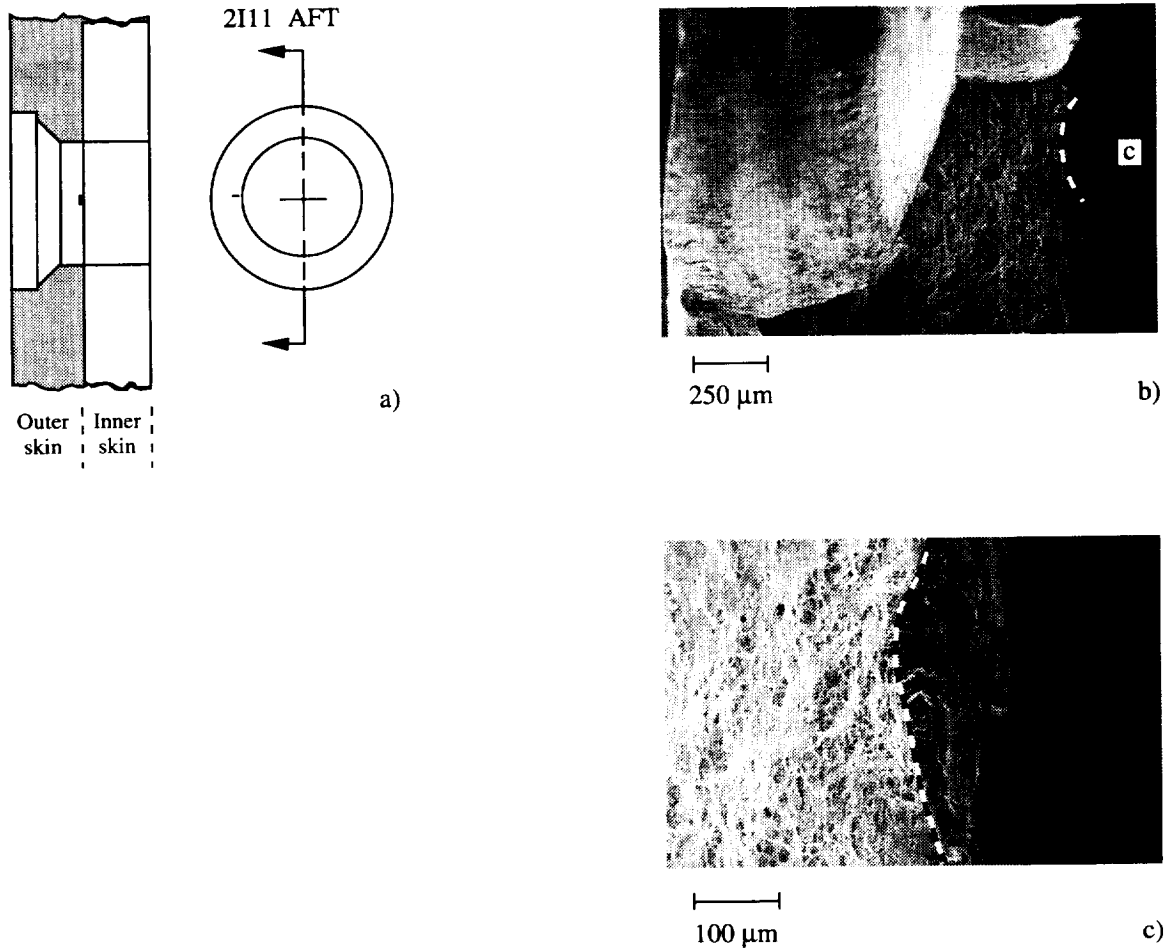 2I11 AFT
a)
Outer Inner
skin skin
c
250 μm
b)
100 μm
c)